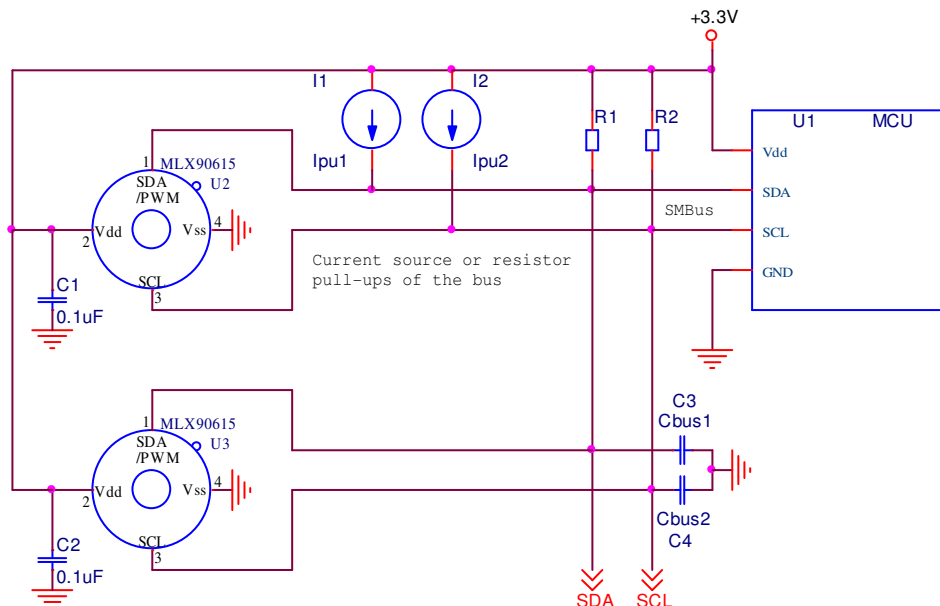 +3.3V
I1
I2
R1
R2
U1
MCU
1
MLX90615
U2
SDA
/PWM
Ipu1
Ipu2
Vdd
SDA
SMBus
Vdd
Vss
4
2
SCL
SCL
3
Current source or resistor
pull-ups of the bus
GND
C1
0.1uF
1
MLX90615
U3
SDA
/PWM
C3
Cbus1
Vdd
Vss
4
2
SCL
3
Cbus2
C4
C2
0.1uF
SDA
SCL